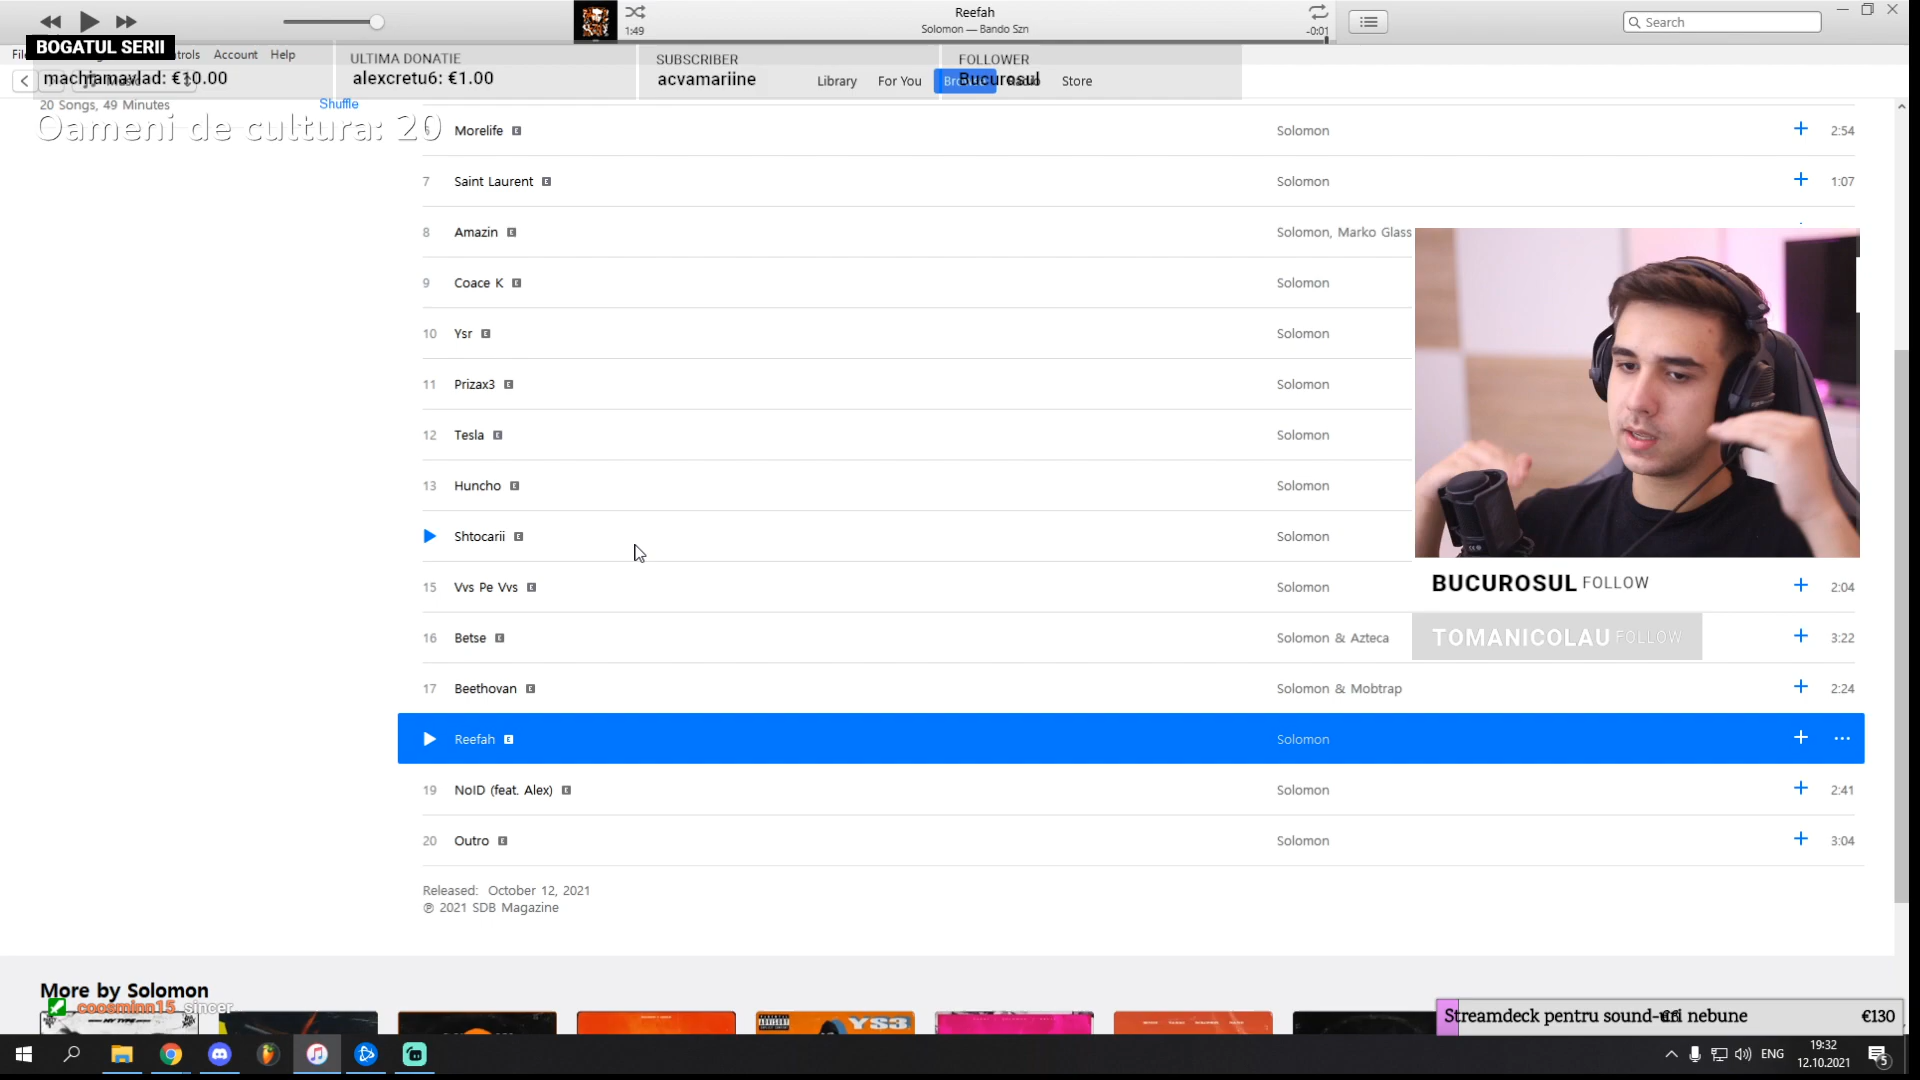 Reefah
Solomon — Bando Szn
1:49
-0:01
Search
BOGATUL SERII
Account Help
machiamavlad: €10.00
ULTIMA DONATIE
alexcretu6: €1.00
SUBSCRIBER
acvamariine
FOLLOWER
Bucurosul
Library For You Radio Store
20 Songs, 49 Minutes
Shuffle
Oameni de cultura: 20
Morelife E Solomon 2:54
7 Saint Laurent E Solomon 1:07
8 Amazin E Solomon, Marko Glass
9 Coace K E Solomon
10 Ysr E Solomon
11 Prizax3 E Solomon
12 Tesla E Solomon
13 Huncho E Solomon
Shtocarii E Solomon
15 Vvs Pe Vvs E Solomon 2:04
16 Betse E Solomon & Azteca 3:22
17 Beethovan E Solomon & Mobtrap 2:24
Reefah E Solomon
19 NoID (feat. Alex) E Solomon 2:41
20 Outro E Solomon 3:04
BUCUROSUL FOLLOW
TOMANICOLAU FOLLOW
Released: October 12, 2021
℗ 2021 SDB Magazine
More by Solomon
coosminn15 sincer
YS3
Streamdeck pentru sound-uri nebune €130
ENG
19:32
12.10.2021
5